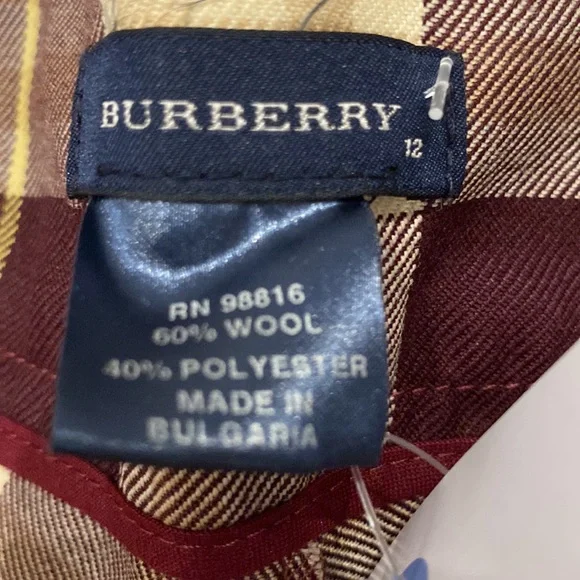 BURBERRY
12
RN 98816
60% WOOL
40% POLYESTER
MADE IN
BULGARIA